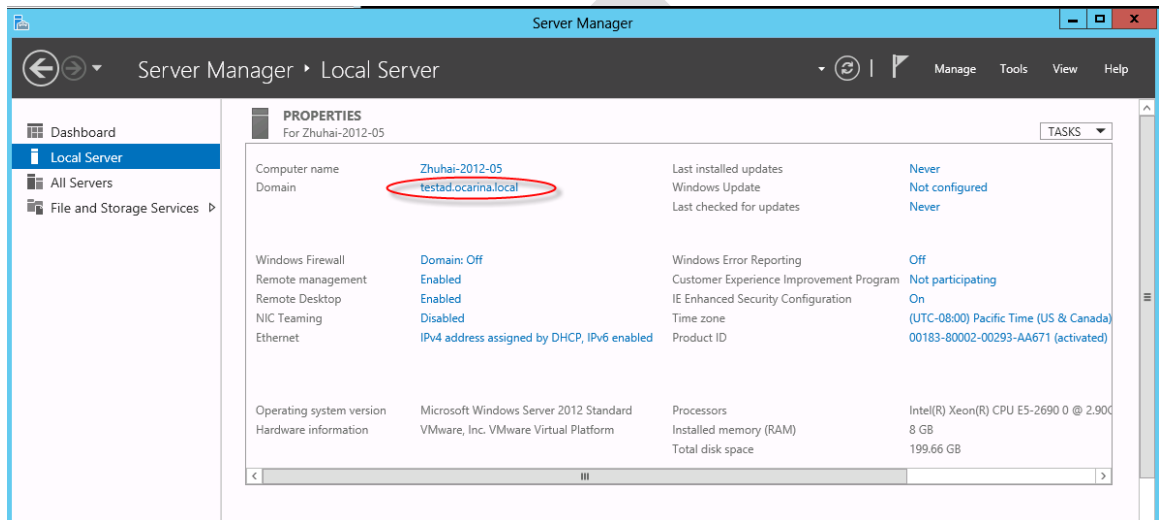 Server Manager
Server Manager ‣ Local Server
Manage Tools View Help
Dashboard
Local Server
All Servers
File and Storage Services
PROPERTIES
For Zhuhai-2012-05
TASKS
Computer name Zhuhai-2012-05 Last installed updates Never
Domain testad.ocarina.local Windows Update Not configured
Last checked for updates Never
Windows Firewall Domain: Off Windows Error Reporting Off
Remote management Enabled Customer Experience Improvement Program Not participating
Remote Desktop Enabled IE Enhanced Security Configuration On
NIC Teaming Disabled Time zone (UTC-08:00) Pacific Time (US & Canada)
Ethernet IPv4 address assigned by DHCP, IPv6 enabled Product ID 00183-80002-00293-AA671 (activated)
Operating system version Microsoft Windows Server 2012 Standard Processors Intel(R) Xeon(R) CPU E5-2690 0 @ 2.90G
Hardware information VMware, Inc. VMware Virtual Platform Installed memory (RAM) 8 GB
Total disk space 199.66 GB